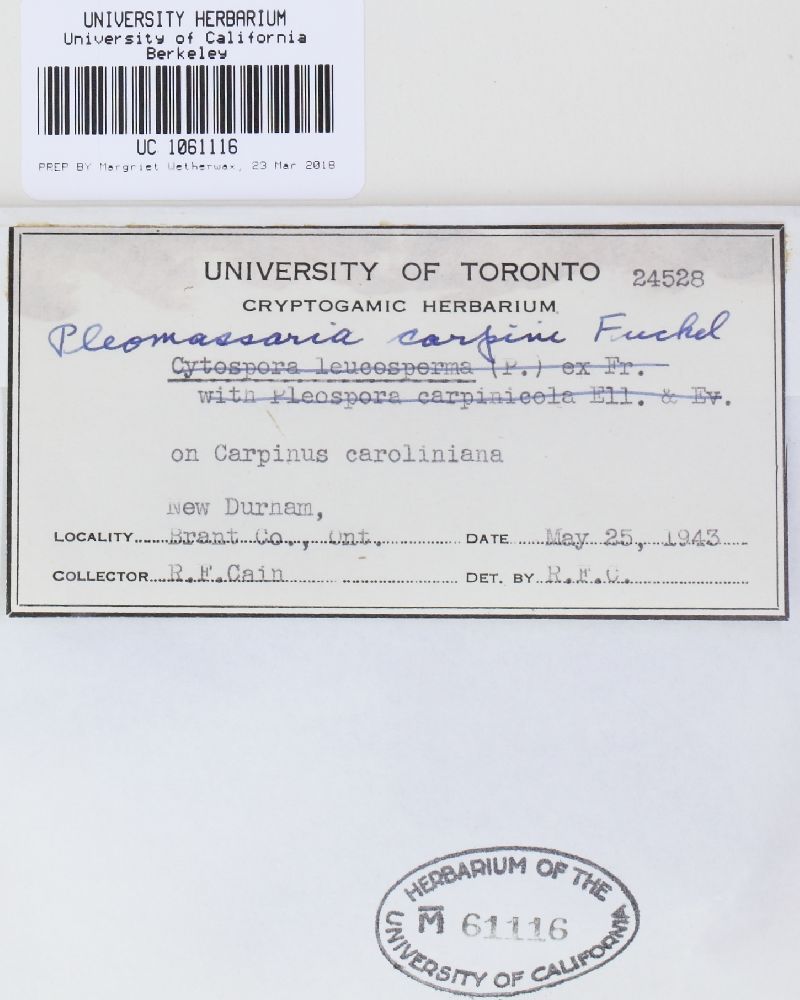 UNIVERSITY HERBARIUM
University of California
Berkeley
UC 1061116
PREP BY Margriet Wetherwax, 23 Mar 2018
UNIVERSITY OF TORONTO 24528
CRYPTOGAMIC HERBARIUM
Pleomassaria carpini Fuckel
Cytospora leucosperma (P.) ex Fr.
with Pleospora carpinicola Ell. & Ev.
on Carpinus caroliniana
New Durham,
LOCALITY Brant Co., Ont. DATE May 25, 1943
COLLECTOR R.F.Cain DET. BY R.F.C.
HERBARIUM OF THE
M 61116
UNIVERSITY OF CALIFORNIA